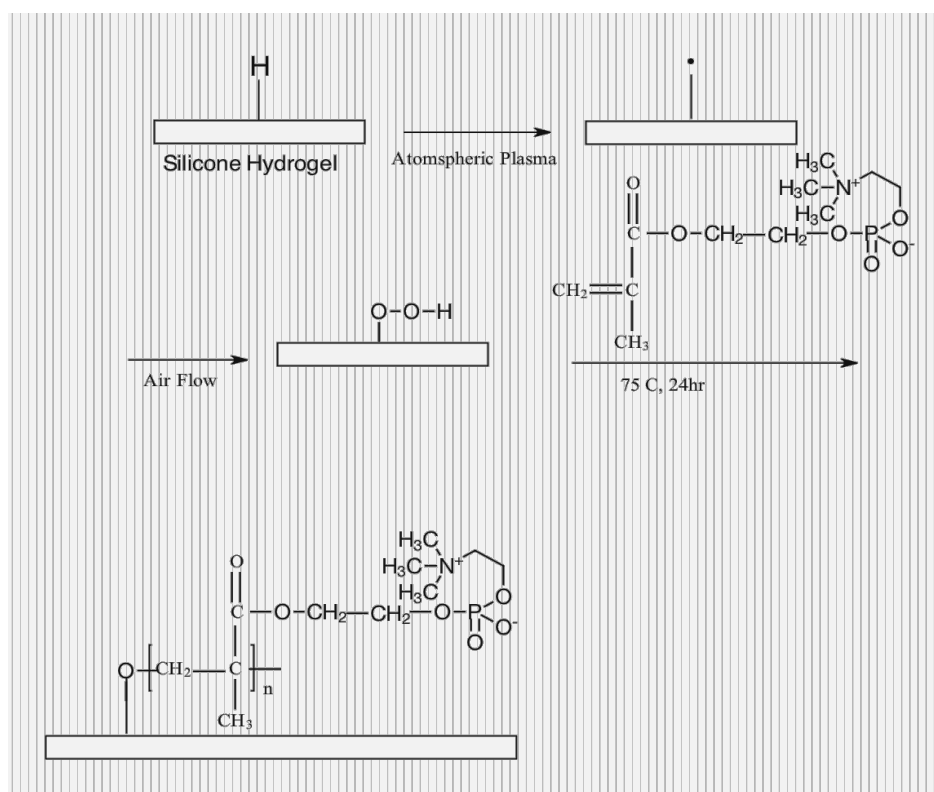 H
Silicone Hydrogel
Atomspheric Plasma
•
H₃C
H₃C–N⁺
H₃C
O
C—O–CH₂—CH₂—O–P–O
O⁻
O
CH₂=C
CH₃
Air Flow
O–O–H
75 C, 24hr
H₃C
H₃C–N⁺
H₃C
O
C—O–CH₂—CH₂—O–P–O
O⁻
O
O–[CH₂—C]n
CH₃